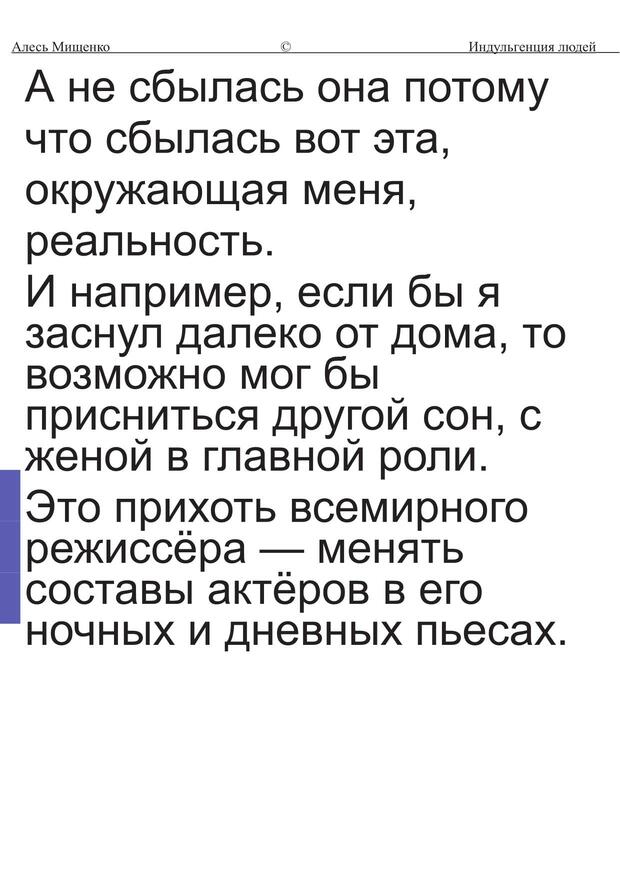 Алесь Мищенко © Индульгенция людей
А не сбылась она потому
что сбылась вот эта,
окружающая меня,
реальность.
И например, если бы я
заснул далеко от дома, то
возможно мог бы
присниться другой сон, с
женой в главной роли.
Это прихоть всемирного
режиссёра — менять
составы актёров в его
ночных и дневных пьесах.